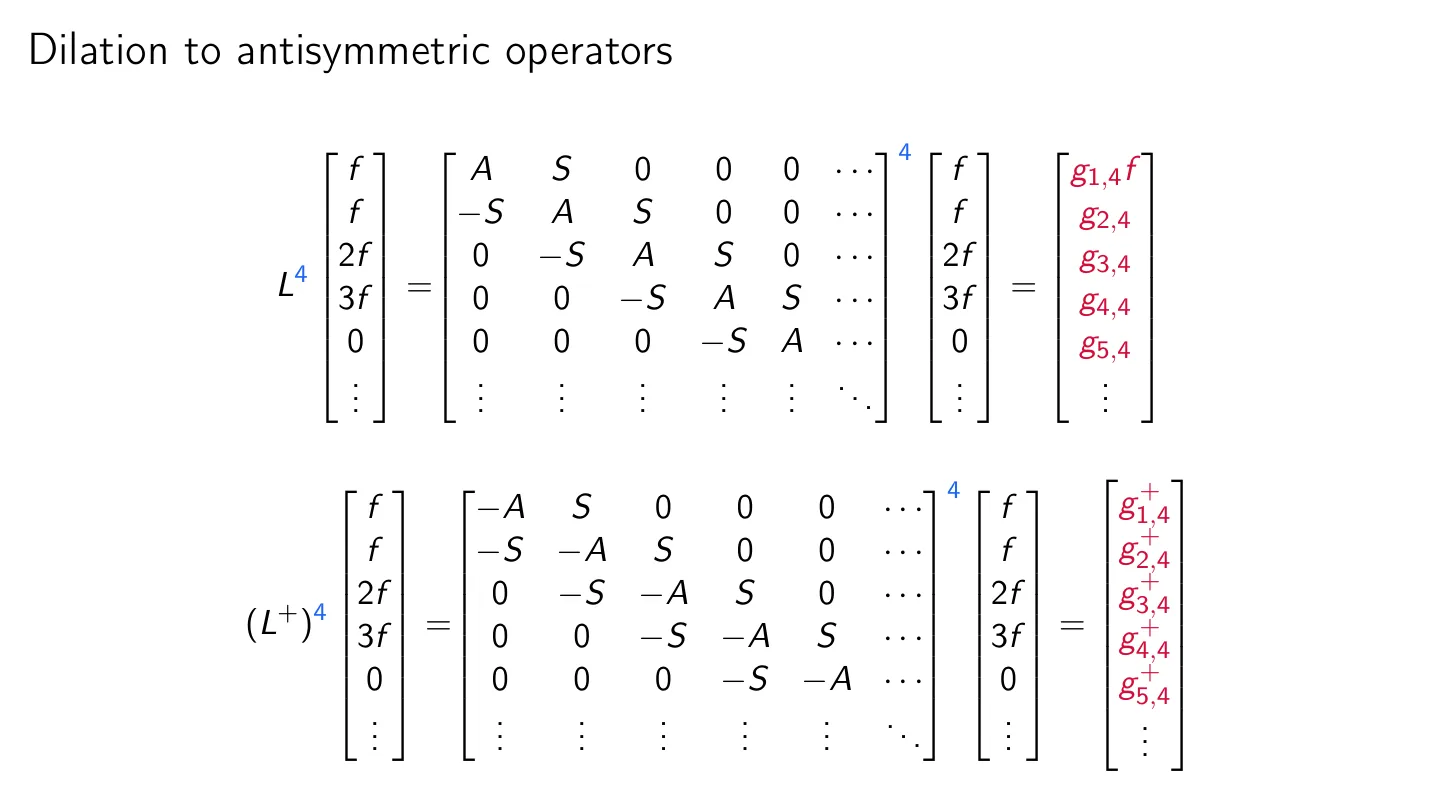 Dilation to antisymmetric operators
L^4 [f; f; 2f; 3f; 0; ⋮] = [A S 0 0 0 ⋯; −S A S 0 0 ⋯; 0 −S A S 0 ⋯; 0 0 −S A S ⋯; 0 0 0 −S A ⋯; ⋮ ⋮ ⋮ ⋮ ⋮ ⋱]^4 [f; f; 2f; 3f; 0; ⋮] = [g_{1,4}f; g_{2,4}; g_{3,4}; g_{4,4}; g_{5,4}; ⋮]
(L^+)^4 [f; f; 2f; 3f; 0; ⋮] = [−A S 0 0 0 ⋯; −S −A S 0 0 ⋯; 0 −S −A S 0 ⋯; 0 0 −S −A S ⋯; 0 0 0 −S −A ⋯; ⋮ ⋮ ⋮ ⋮ ⋮ ⋱]^4 [f; f; 2f; 3f; 0; ⋮] = [g^+_{1,4}; g^+_{2,4}; g^+_{3,4}; g^+_{4,4}; g^+_{5,4}; ⋮]